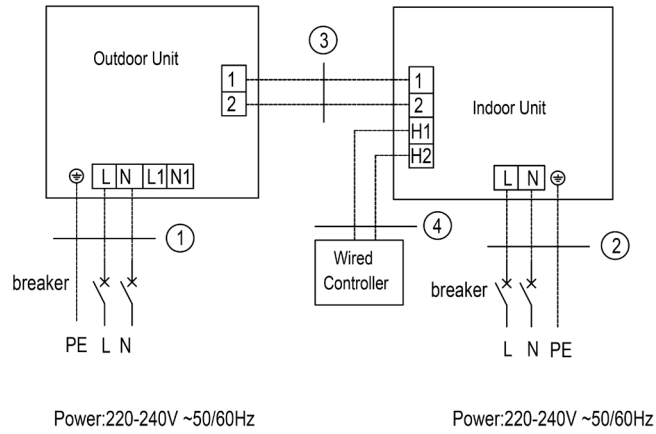 Outdoor Unit
1
2
L N L1 N1
1
breaker
PE L N
Power:220-240V ~50/60Hz
3
Indoor Unit
1
2
H1
H2
L N
4
Wired
Controller
2
breaker
L N PE
Power:220-240V ~50/60Hz